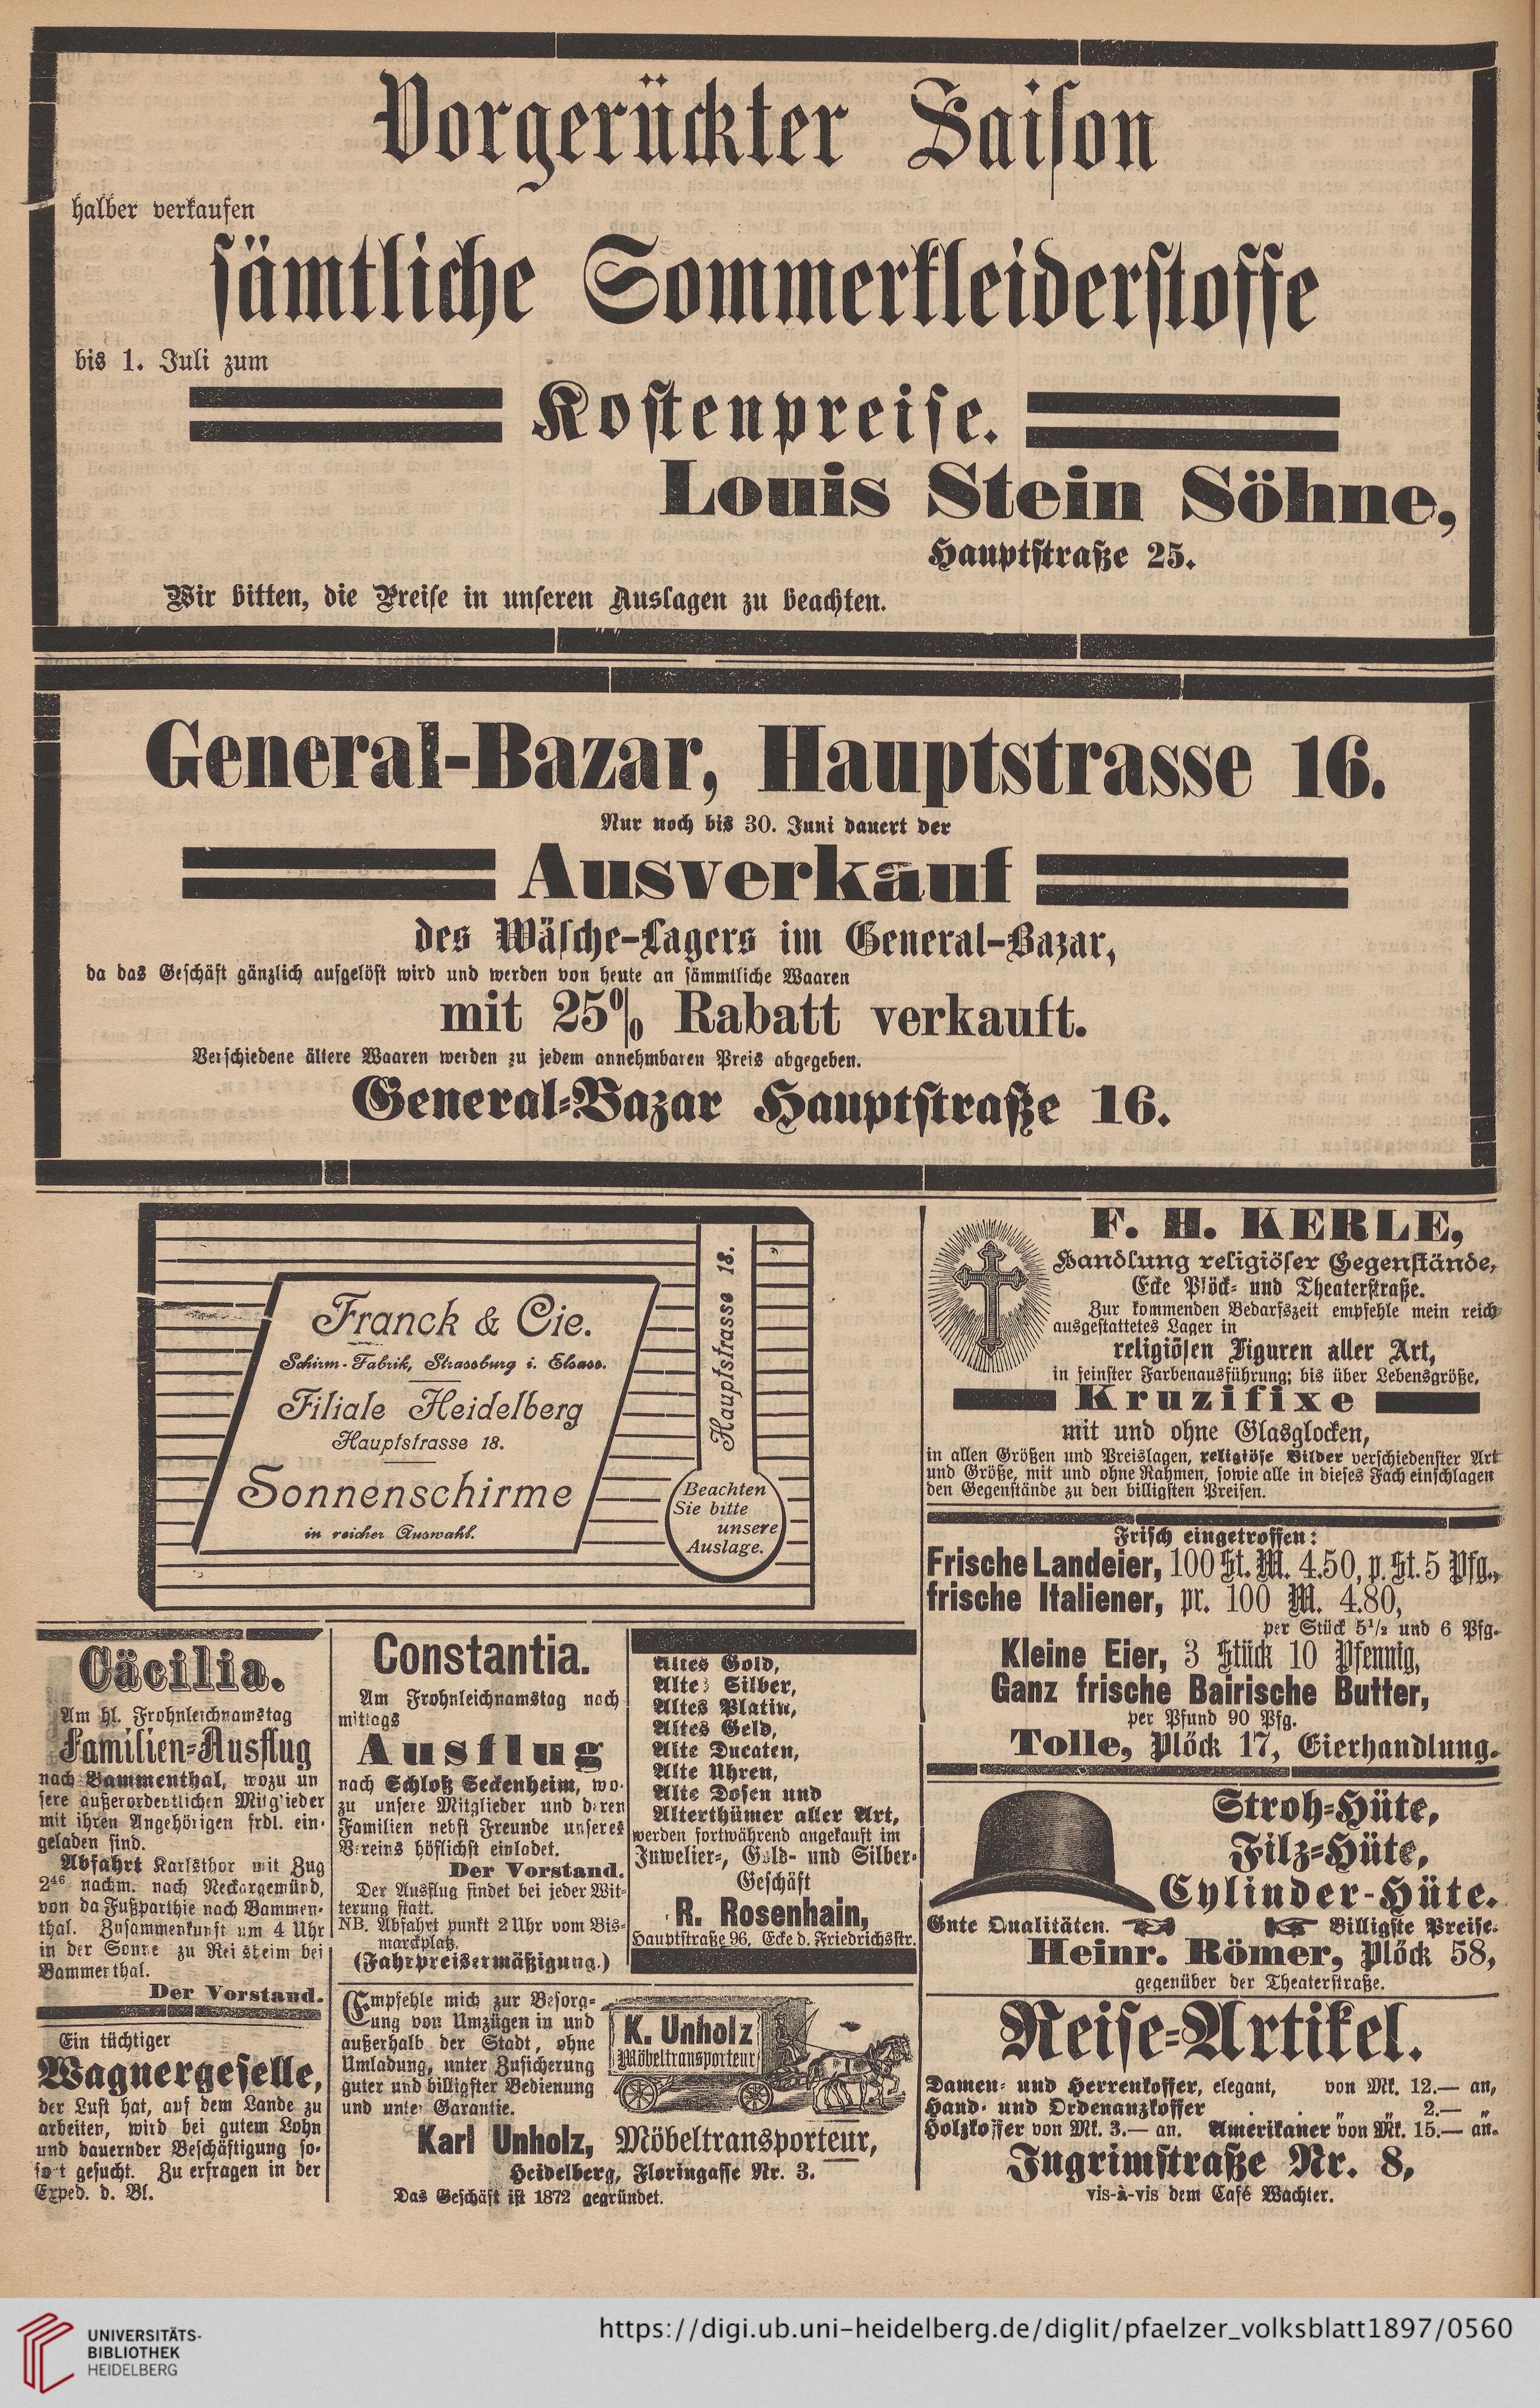 Vorgerückter Saison
halber verkaufen
sämtliche Sommerkleiderstoffe
bis 1. Juli zum
Kostenpreise.
Louis Stein Söhne,
Hauptstraße 25.
Wir bitten, die Preise in unseren Auslagen zu beachten.
General-Bazar, Hauptstrasse 16.
Nur noch bis 30. Juni dauert der
Ausverkauf
des Wäsche-Lagers im General-Bazar,
da das Geschäft gänzlich aufgelöst wird und werden von heute an sämmtliche Waaren
mit 25% Rabatt verkauft.
Verschiedene ältere Waaren werden zu jedem annehmbaren Preis abgegeben.
General-Bazar Hauptstraße 16.
Franck & Cie.
Schirm-Fabrik, Strassburg i. Elsass.
Filiale Heidelberg
Hauptstrasse 18.
Sonnenschirme
in reicher Auswahl.
Hauptstrasse 18.
Beachten
Sie bitte
unsere
Auslage.
Cäcilia.
Am hl. Frohnleichnamstag
Familien-Ausflug
nach Bammenthal, wozu un
sere außerordentlichen Mitglieder
mit ihren Angehörigen frdl. ein-
geladen sind.
Abfahrt Karlsthor mit Zug
2⁴⁶ nachm. nach Neckargemünd,
von da Fußparthie nach Bammen-
thal. Zusammenkunft um 4 Uhr
in der Sonne zu Reilsheim bei
Bammenthal.
Der Vorstand.
Ein tüchtiger
Wagnergeselle,
der Lust hat, auf dem Lande zu
arbeiten, wird bei gutem Lohn
und dauernder Beschäftigung so-
fort gesucht. Zu erfragen in der
Exped. d. Bl.
Constantia.
Am Frohnleichnamstag nach
mittags
Ausflug
nach Schloß Seckenheim, wo-
zu unsere Mitglieder und deren
Familien nebst Freunde unseres
Vereins höflichst einladet.
Der Vorstand.
Der Ausflug findet bei jeder Wit-
terung statt.
NB. Abfahrt punkt 2 Uhr vom Bis-
marckplatz.
(Fahrpreisermäßigung.)
Altes Gold,
Altes Silber,
Altes Platin,
Altes Geld,
Alte Ducaten,
Alte Uhren,
Alte Dosen und
Alterthümer aller Art,
werden fortwährend angekauft im
Juwelier-, Gold- und Silber-
Geschäft
R. Rosenhain,
Hauptstraße 96, Ecke d. Friedrichsstr.
Empfehle mich zur Besorg-
ung von Umzügen in und
außerhalb der Stadt, ohne
Umladung, unter Zusicherung
guter und billigster Bedienung
und unter Garantie.
K. Unholz
Möbeltransporteur
Karl Unholz, Möbeltransporteur,
Heidelberg, Floringasse Nr. 3.
Das Geschäft ist 1872 gegründet.
F. H. KERLE,
Handlung religiöser Gegenstände,
Ecke Plöck- und Theaterstraße.
Zur kommenden Bedarfszeit empfehle mein reich
ausgestattetes Lager in
religiösen Figuren aller Art,
in feinster Farbenausführung; bis über Lebensgröße,
Kruzifixe
mit und ohne Glasglocken,
in allen Größen und Preislagen, religiöse Bilder verschiedenster Art
und Größe, mit und ohne Rahmen, sowie alle in dieses Fach einschlagen
den Gegenstände zu den billigsten Preisen.
Frisch eingetroffen:
Frische Landeier, 100 St. M. 4.50, p. St. 5 Pfg.,
frische Italiener, pr. 100 M. 4.80,
per Stück 5¹/₂ und 6 Pfg.
Kleine Eier, 3 Stück 10 Pfennig,
Ganz frische Bairische Butter,
per Pfund 90 Pfg.
Tolle, Plöck 17, Eierhandlung.
Stroh-Hüte,
Filz-Hüte,
Cylinder-Hüte.
Gute Qualitäten. Billigste Preise.
Heinr. Römer, Plöck 58,
gegenüber der Theaterstraße.
Reise-Artikel.
Damen- und Herrenkoffer, elegant, von Mk. 12.— an,
Hand- und Ordenanzkoffer . . „ „ 2.— „
Holzkoffer von Mk. 3.— an. Amerikaner von Mk. 15.— an.
Ingrimstraße Nr. 8,
vis-à-vis dem Café Wachter.
UNIVERSITÄTS-
BIBLIOTHEK
HEIDELBERG
https://digi.ub.uni-heidelberg.de/diglit/pfaelzer_volksblatt1897/0560